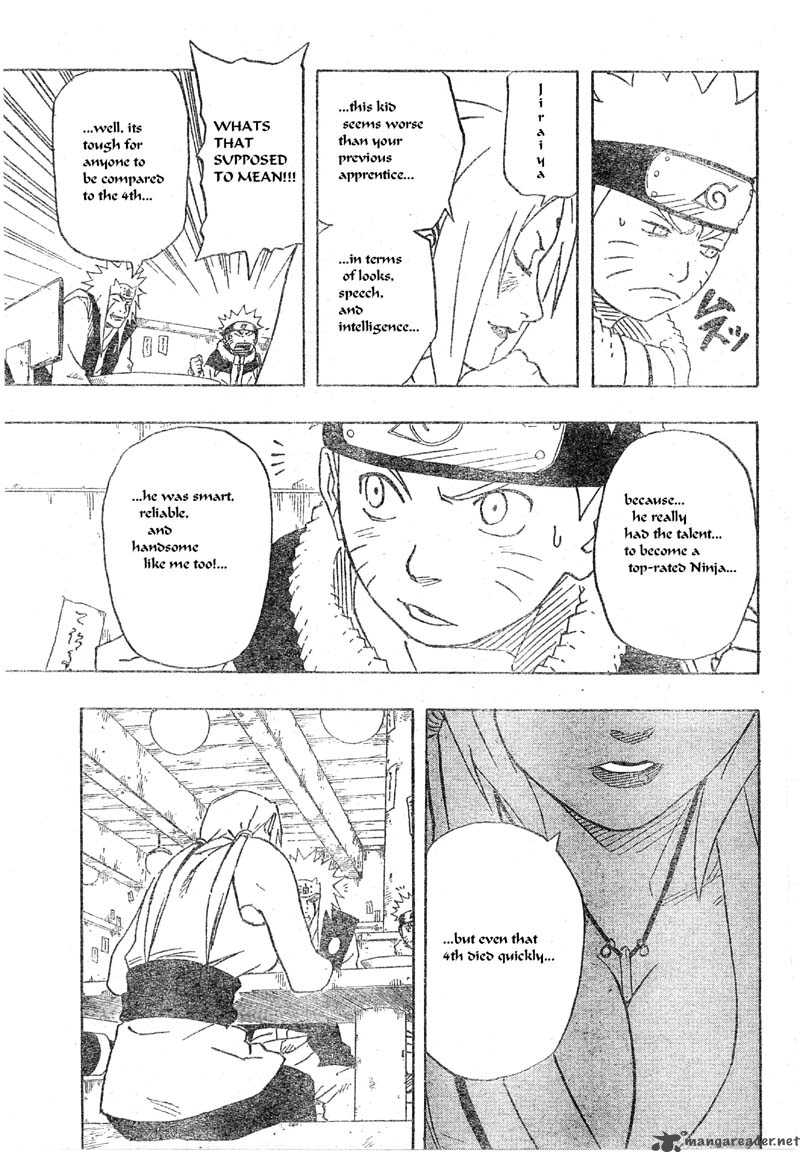 Jiraiya
...this kid
seems worse
than your
previous
apprentice...
...in terms
of looks,
speech,
and
intelligence...
WHATS
THAT
SUPPOSED
TO MEAN!!!
...well, its
tough for
anyone to
be compared
to the 4th...
because...
he really
had the talent...
to become a
top-rated Ninja...
...he was smart,
reliable,
and
handsome
like me too!...
...but even that
4th died quickly...
mangareader.net